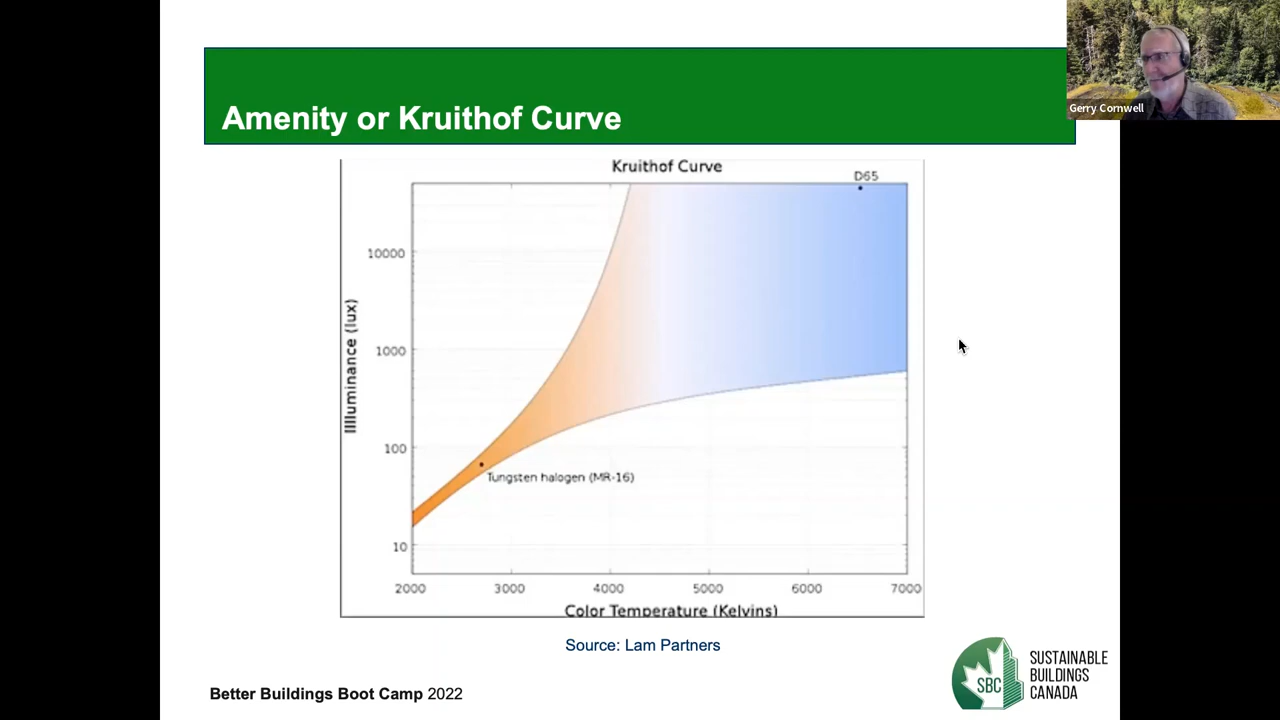 Gerry Cornwell
Amenity or Kruithof Curve
Kruithof Curve
D65
10000
1000
100
10
Illluminance (lux)
Tungsten halogen (MR-16)
2000 3000 4000 5000 6000 7000
Color Temperature (Kelvins)
Source: Lam Partners
Better Buildings Boot Camp 2022
SBC
SUSTAINABLE
BUILDINGS
CANADA